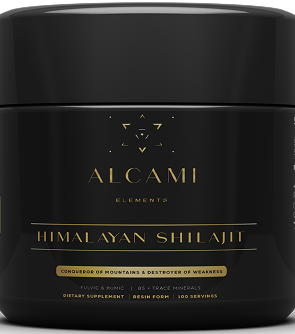 ALCAMI
ELEMENTS
HIMALAYAN SHILAJIT
CONQUEROR OF MOUNTAINS & DESTROYER OF WEAKNESS
FULVIC & HUMIC | 85 + TRACE MINERALS
DIETARY SUPPLEMENT | RESIN FORM | 100 SERVINGS